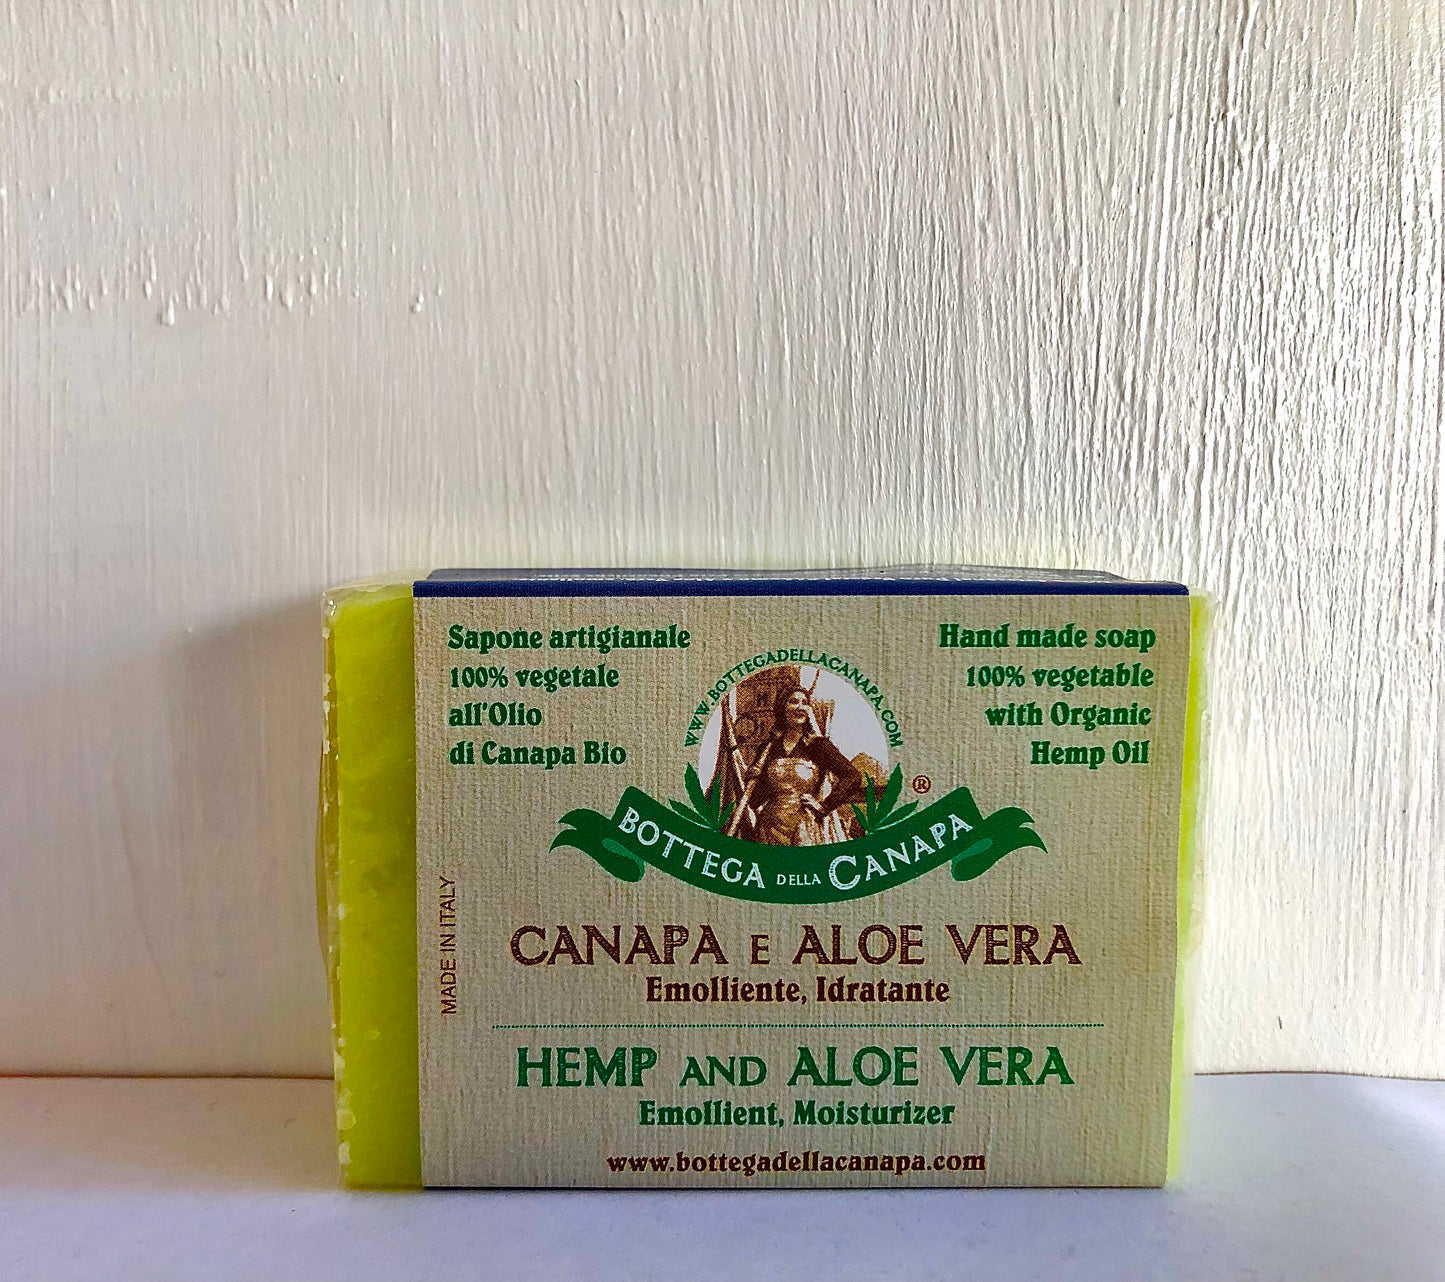 Sapone artigianale
100% vegetale
all'Olio
di Canapa Bio
Hand made soap
100% vegetable
with Organic
Hemp Oil
WWW.BOTTEGADELLACANAPA.COM
®
BOTTEGA DELLA CANAPA
MADE IN ITALY
CANAPA E ALOE VERA
Emolliente, Idratante
HEMP AND ALOE VERA
Emollient, Moisturizer
www.bottegadellacanapa.com